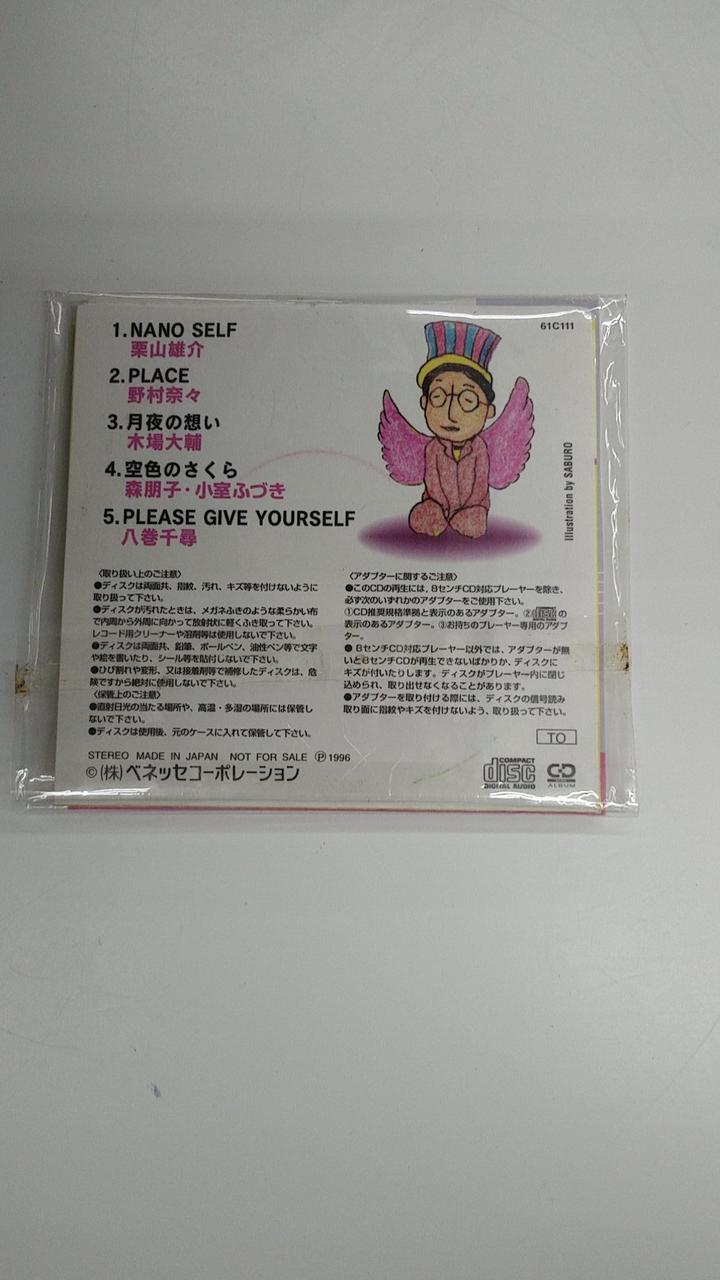 61C111
1.NANO SELF
栗山雄介
2.PLACE
野村奈々
3.月夜の想い
木場大輔
4.空色のさくら
森朋子・小室ふづき
5.PLEASE GIVE YOURSELF
八巻千尋
Illustration by SABURO
〈取り扱い上のご注意〉
●ディスクは両面共、指紋、汚れ、キズ等を付けないように
取り扱って下さい。
●ディスクが汚れたときは、メガネふきのような柔らかい布
で内周から外周に向かって放射状に軽くふき取って下さい。
レコード用クリーナーや溶剤等は使用しないで下さい。
●ディスクは両面共、鉛筆、ボールペン、油性ペン等で文字
や絵を書いたり、シール等を貼付しないで下さい。
●ひび割れや変形、又は接着剤等で補修したディスクは、危
険ですから絶対に使用しないで下さい。
〈保管上のご注意〉
●直射日光の当たる場所や、高温・多湿の場所には保管し
ないで下さい。
●ディスクは使用後、元のケースに入れて保管して下さい。
〈アダプターに関するご注意〉
●このCDの再生には、8センチCD対応プレーヤーを除き、
必ず次のいずれかのアダプターをご使用下さい。
①CD推奨規格準拠と表示のあるアダプター。②disc の
表示のあるアダプター。③お持ちのプレーヤー専用のアダプ
ター。
●8センチCD対応プレーヤー以外では、アダプターが無
いと8センチCDが再生できないばかりか、ディスクに
キズが付いたりします。ディスクがプレーヤー内に閉じ
込められ、取り出せなくなることがあります。
●アダプターを取り付ける際には、ディスクの信号読み
取り面に指紋やキズを付けないよう、取り扱って下さい。
TO
STEREO MADE IN JAPAN NOT FOR SALE Ⓟ1996
©(株)ベネッセコーポレーション
COMPACT
disc
DIGITAL AUDIO
CD
ALBUM